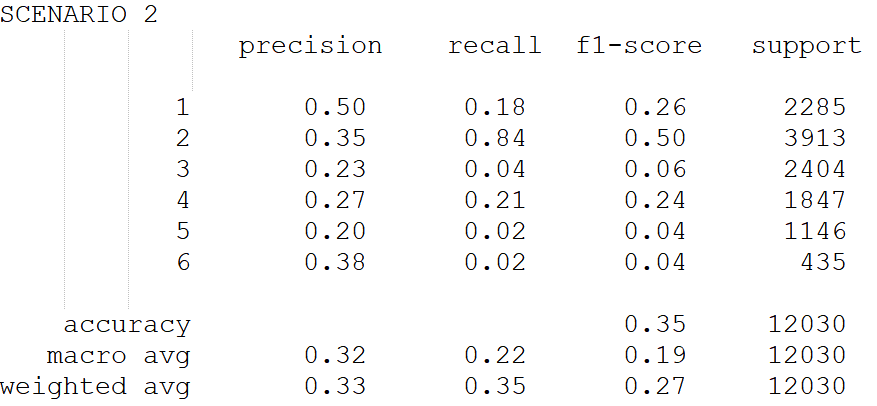 SCENARIO 2
precision recall f1-score support
1 0.50 0.18 0.26 2285
2 0.35 0.84 0.50 3913
3 0.23 0.04 0.06 2404
4 0.27 0.21 0.24 1847
5 0.20 0.02 0.04 1146
6 0.38 0.02 0.04 435
accuracy 0.35 12030
macro avg 0.32 0.22 0.19 12030
weighted avg 0.33 0.35 0.27 12030